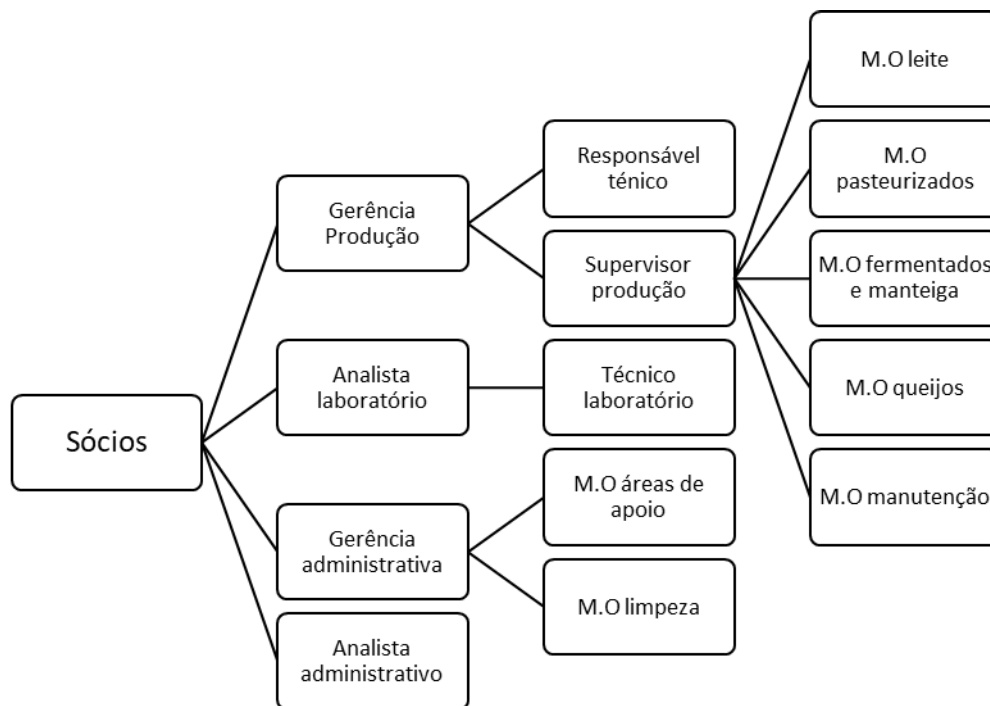 Sócios
Gerência
Produção
Analista
laboratório
Gerência
administrativa
Analista
administrativo
Responsável
ténico
Supervisor
produção
Técnico
laboratório
M.O áreas de
apoio
M.O limpeza
M.O leite
M.O
pasteurizados
M.O fermentados
e manteiga
M.O queijos
M.O manutenção